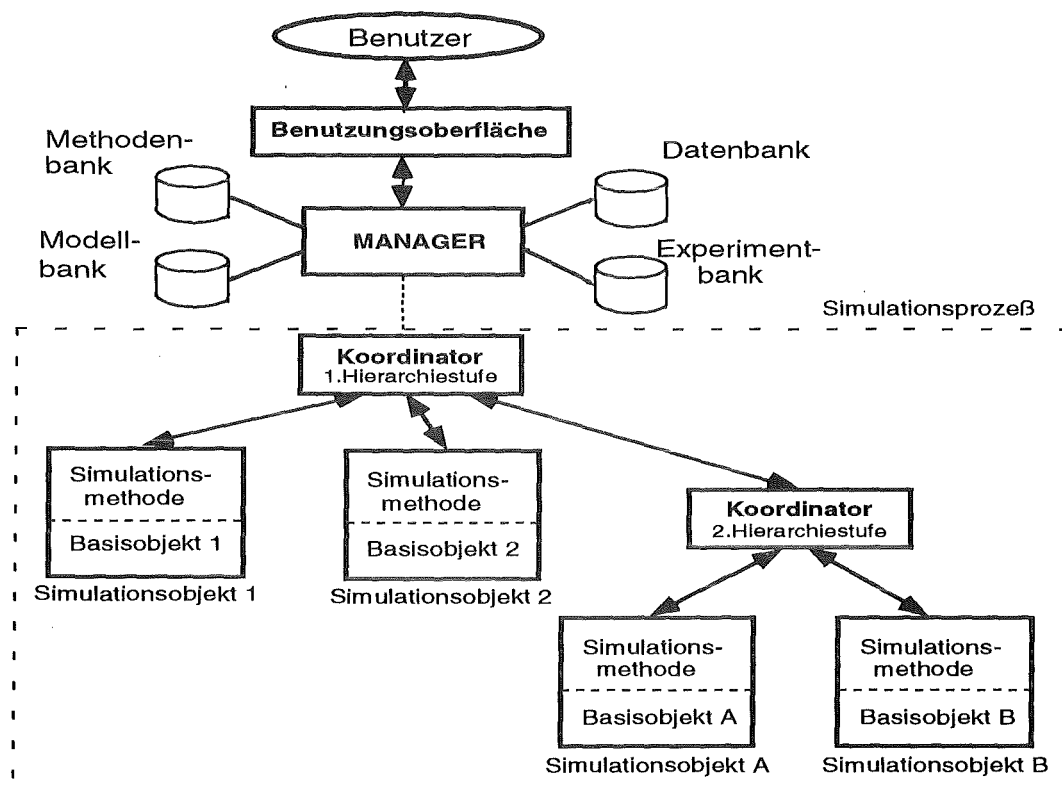 Benutzer
Benutzungsoberfläche
Methoden-
bank
Datenbank
MANAGER
Modell-
bank
Experiment-
bank
Simulationsprozeß
Koordinator
1.Hierarchiestufe
Simulations-
methode
Basisobjekt 1
Simulationsobjekt 1
Simulations-
methode
Basisobjekt 2
Simulationsobjekt 2
Koordinator
2.Hierarchiestufe
Simulations-
methode
Basisobjekt A
Simulationsobjekt A
Simulations-
methode
Basisobjekt B
Simulationsobjekt B